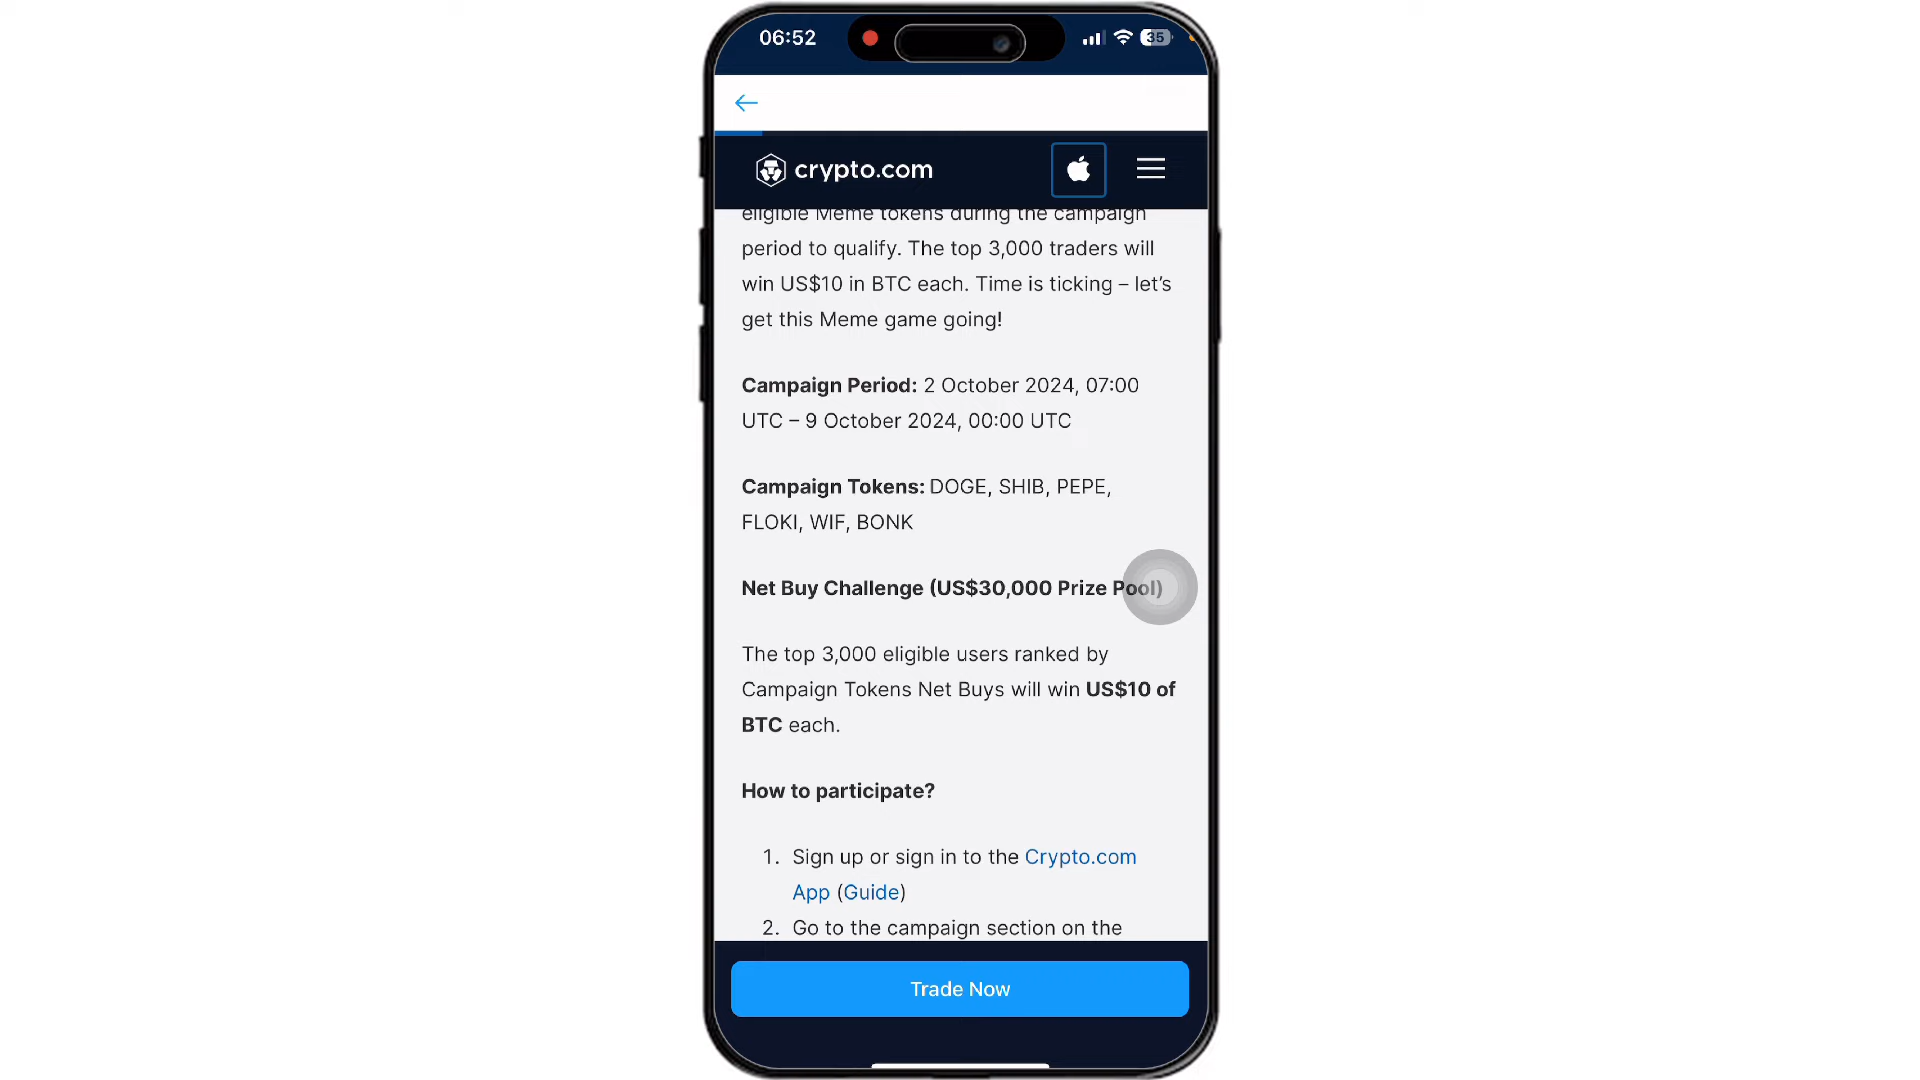 06:52
35
crypto.com
eligible Meme tokens during the campaign
period to qualify. The top 3,000 traders will
win US$10 in BTC each. Time is ticking – let's
get this Meme game going!
Campaign Period: 2 October 2024, 07:00
UTC – 9 October 2024, 00:00 UTC
Campaign Tokens: DOGE, SHIB, PEPE,
FLOKI, WIF, BONK
Net Buy Challenge (US$30,000 Prize Pool)
The top 3,000 eligible users ranked by
Campaign Tokens Net Buys will win US$10 of
BTC each.
How to participate?
1. Sign up or sign in to the Crypto.com
App (Guide)
2. Go to the campaign section on the
Trade Now